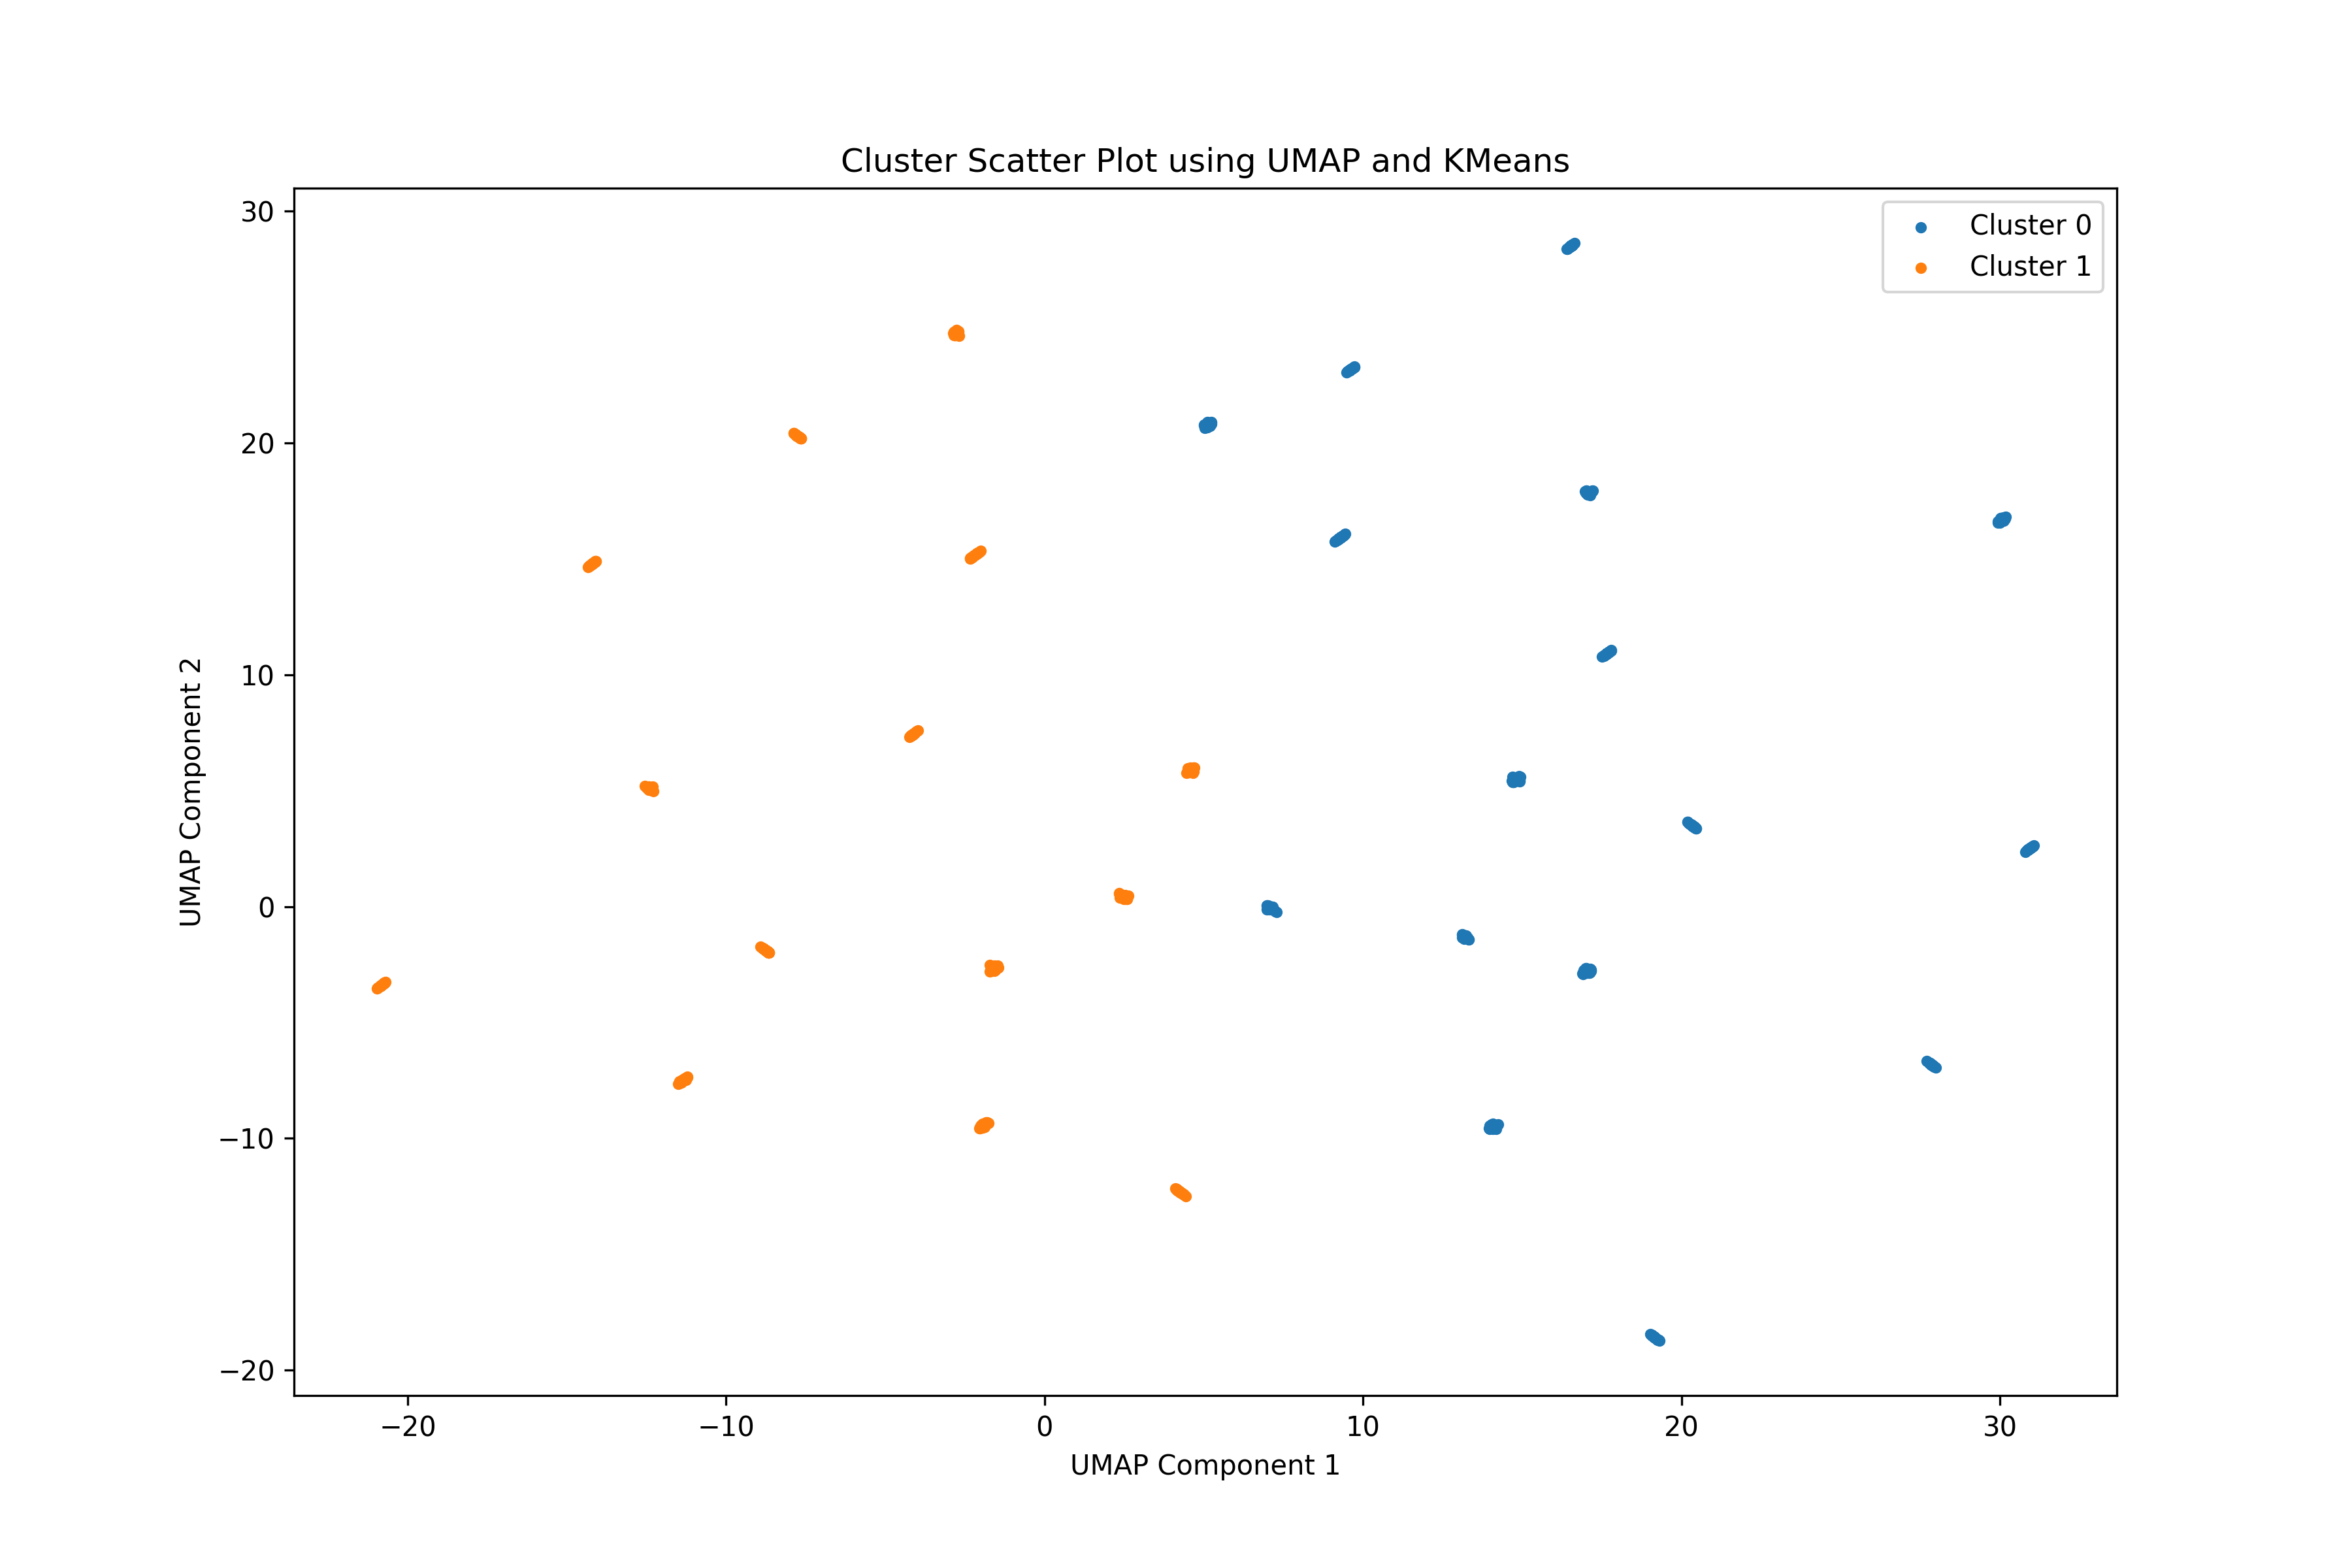 Cluster Scatter Plot using UMAP and KMeans
Cluster 0
Cluster 1
30
20
10
0
−10
−20
UMAP Component 2
−20
−10
0
10
20
30
UMAP Component 1